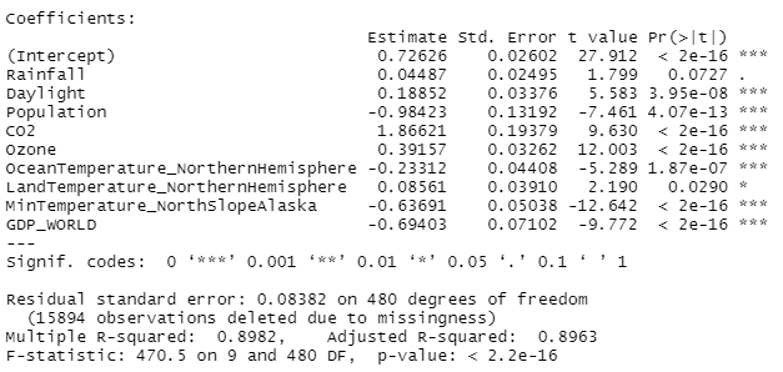 Coefficients:
Estimate Std. Error t value Pr(>|t|)
(Intercept) 0.72626 0.02602 27.912 < 2e-16 ***
Rainfall 0.04487 0.02495 1.799 0.0727 .
Daylight 0.18852 0.03376 5.583 3.95e-08 ***
Population -0.98423 0.13192 -7.461 4.07e-13 ***
CO2 1.86621 0.19379 9.630 < 2e-16 ***
Ozone 0.39157 0.03262 12.003 < 2e-16 ***
OceanTemperature_NorthernHemisphere -0.23312 0.04408 -5.289 1.87e-07 ***
LandTemperature_NorthernHemisphere 0.08561 0.03910 2.190 0.0290 *
MinTemperature_NorthSlopeAlaska -0.63691 0.05038 -12.642 < 2e-16 ***
GDP_WORLD -0.69403 0.07102 -9.772 < 2e-16 ***
---
Signif. codes: 0 ‘***’ 0.001 ‘**’ 0.01 ‘*’ 0.05 ‘.’ 0.1 ‘ ’ 1
Residual standard error: 0.08382 on 480 degrees of freedom
(15894 observations deleted due to missingness)
Multiple R-squared: 0.8982, Adjusted R-squared: 0.8963
F-statistic: 470.5 on 9 and 480 DF, p-value: < 2.2e-16